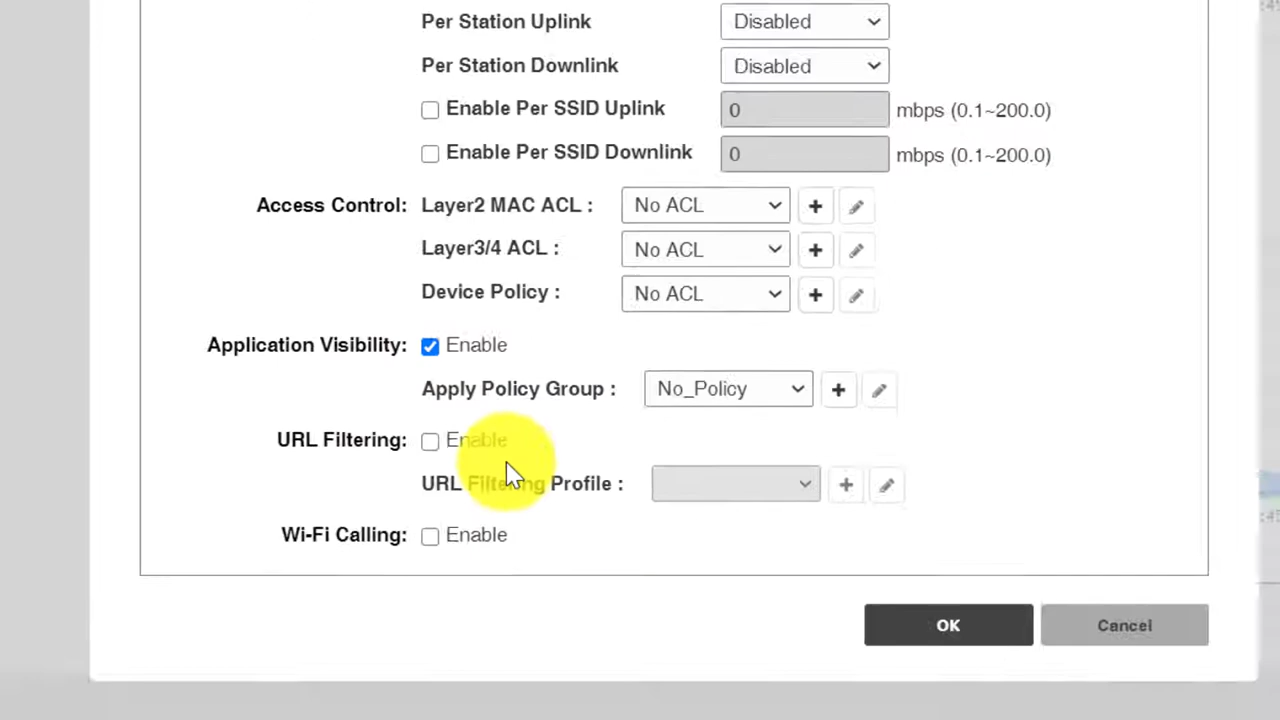 Per Station Uplink Disabled
Per Station Downlink Disabled
Enable Per SSID Uplink 0 mbps (0.1~200.0)
Enable Per SSID Downlink 0 mbps (0.1~200.0)
Access Control: Layer2 MAC ACL : No ACL
Layer3/4 ACL : No ACL
Device Policy : No ACL
Application Visibility: Enable
Apply Policy Group : No_Policy
URL Filtering: Enable
URL Filtering Profile :
Wi-Fi Calling: Enable
OK Cancel